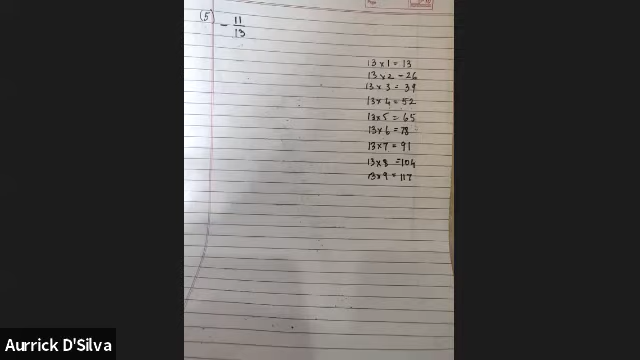 (5) - 11/13
13 x 1 = 13
13 x 2 - 26
13 x 3 = 39
13 x 4 = 52
13 x 5 = 65
13 x 6 = 78
13 x 7 = 91
13 x 8 = 104
13 x 9 = 117
Aurrick D'Silva